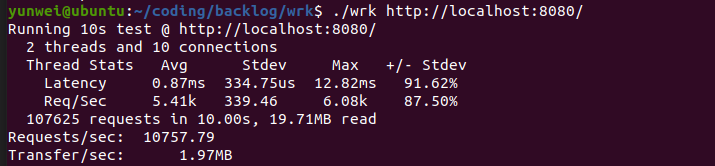 yunwei@ubuntu:~/coding/backlog/wrk$ ./wrk http://localhost:8080/
Running 10s test @ http://localhost:8080/
  2 threads and 10 connections
  Thread Stats   Avg      Stdev     Max   +/- Stdev
    Latency     0.87ms  334.75us  12.82ms   91.62%
    Req/Sec     5.41k   339.46     6.08k    87.50%
  107625 requests in 10.00s, 19.71MB read
Requests/sec:  10757.79
Transfer/sec:      1.97MB